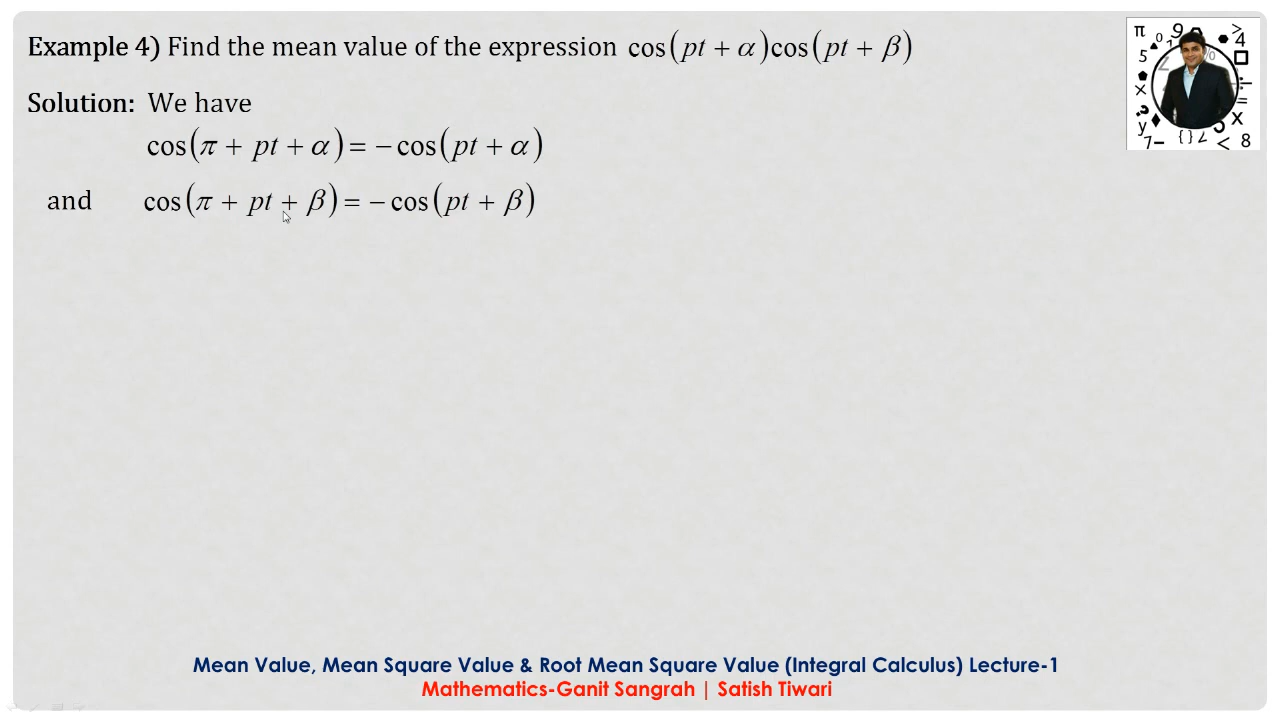 Example 4) Find the mean value of the expression cos(pt + α)cos(pt + β)
Solution: We have
cos(π + pt + α) = −cos(pt + α)
and cos(π + pt + β) = −cos(pt + β)
Mean Value, Mean Square Value & Root Mean Square Value (Integral Calculus) Lecture-1
Mathematics-Ganit Sangrah | Satish Tiwari